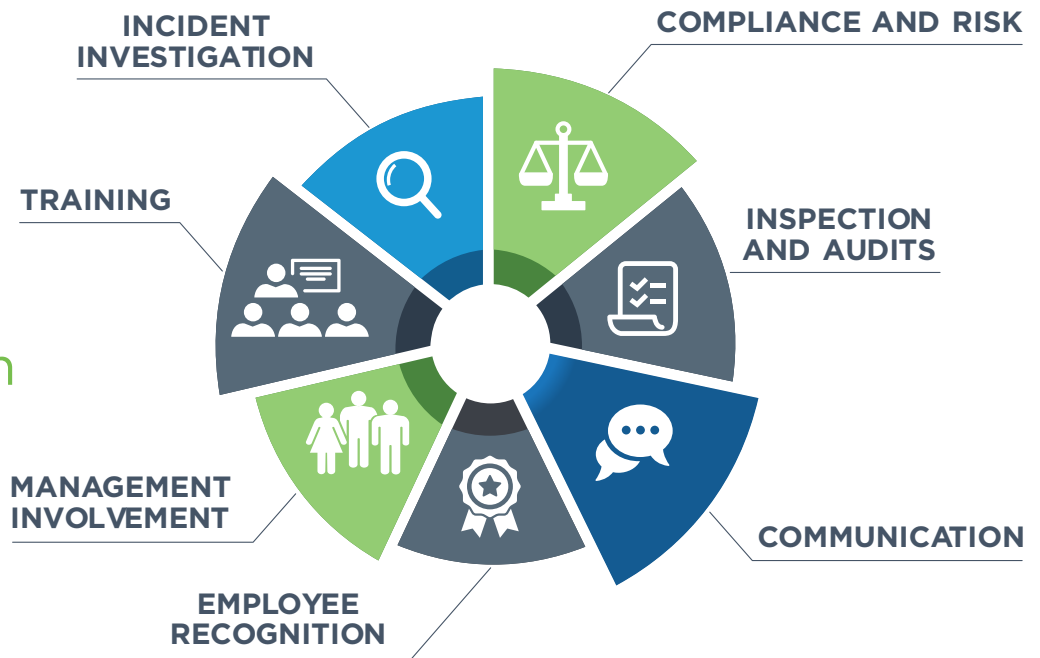 INCIDENT
INVESTIGATION
COMPLIANCE AND RISK
TRAINING
INSPECTION
AND AUDITS
n
MANAGEMENT
INVOLVEMENT
COMMUNICATION
EMPLOYEE
RECOGNITION